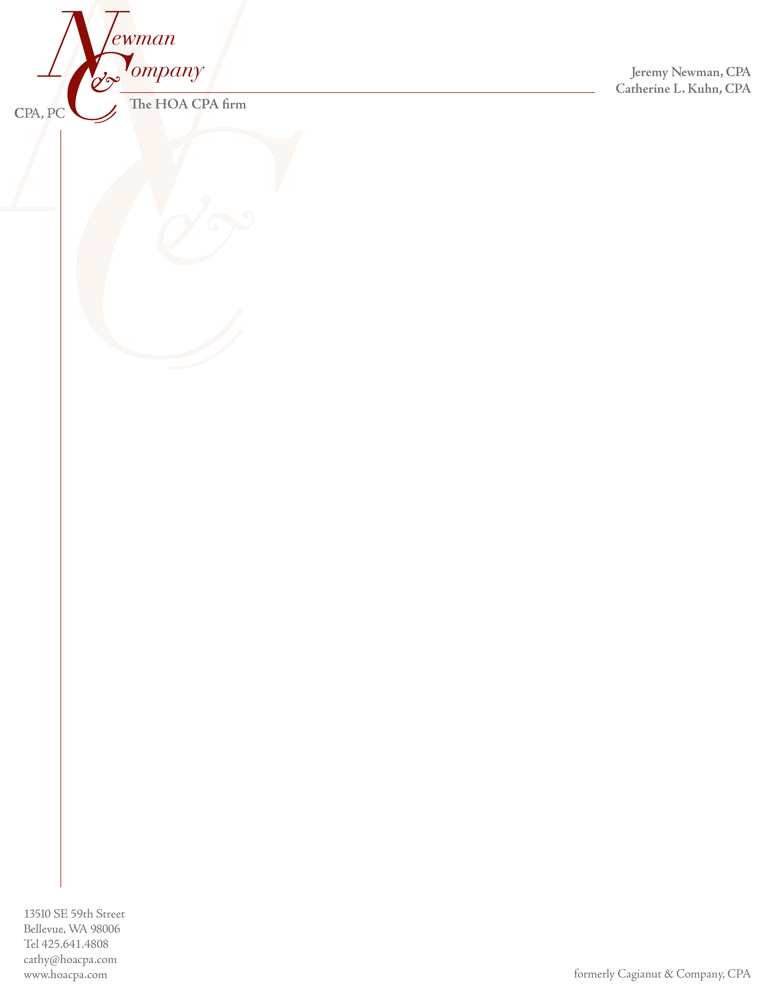 Newman
& Company
CPA, PC
The HOA CPA firm
Jeremy Newman, CPA
Catherine L. Kuhn, CPA
N
C
&
13510 SE 59th Street
Bellevue, WA 98006
Tel 425.641.4808
cathy@hoacpa.com
www.hoacpa.com
formerly Cagianut & Company, CPA